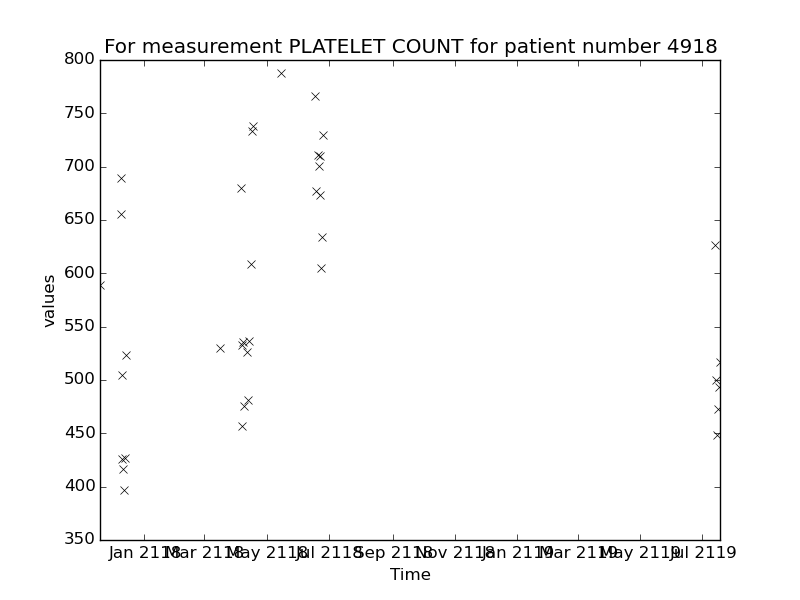 For measurement PLATELET COUNT for patient number 4918
800
750
700
650
600
550
500
450
400
350
values
Jan 2118 Mar 2118 May 2118 Jul 2118 Sep 2118 Nov 2118 Jan 2119 Mar 2119 May 2119 Jul 2119
Time